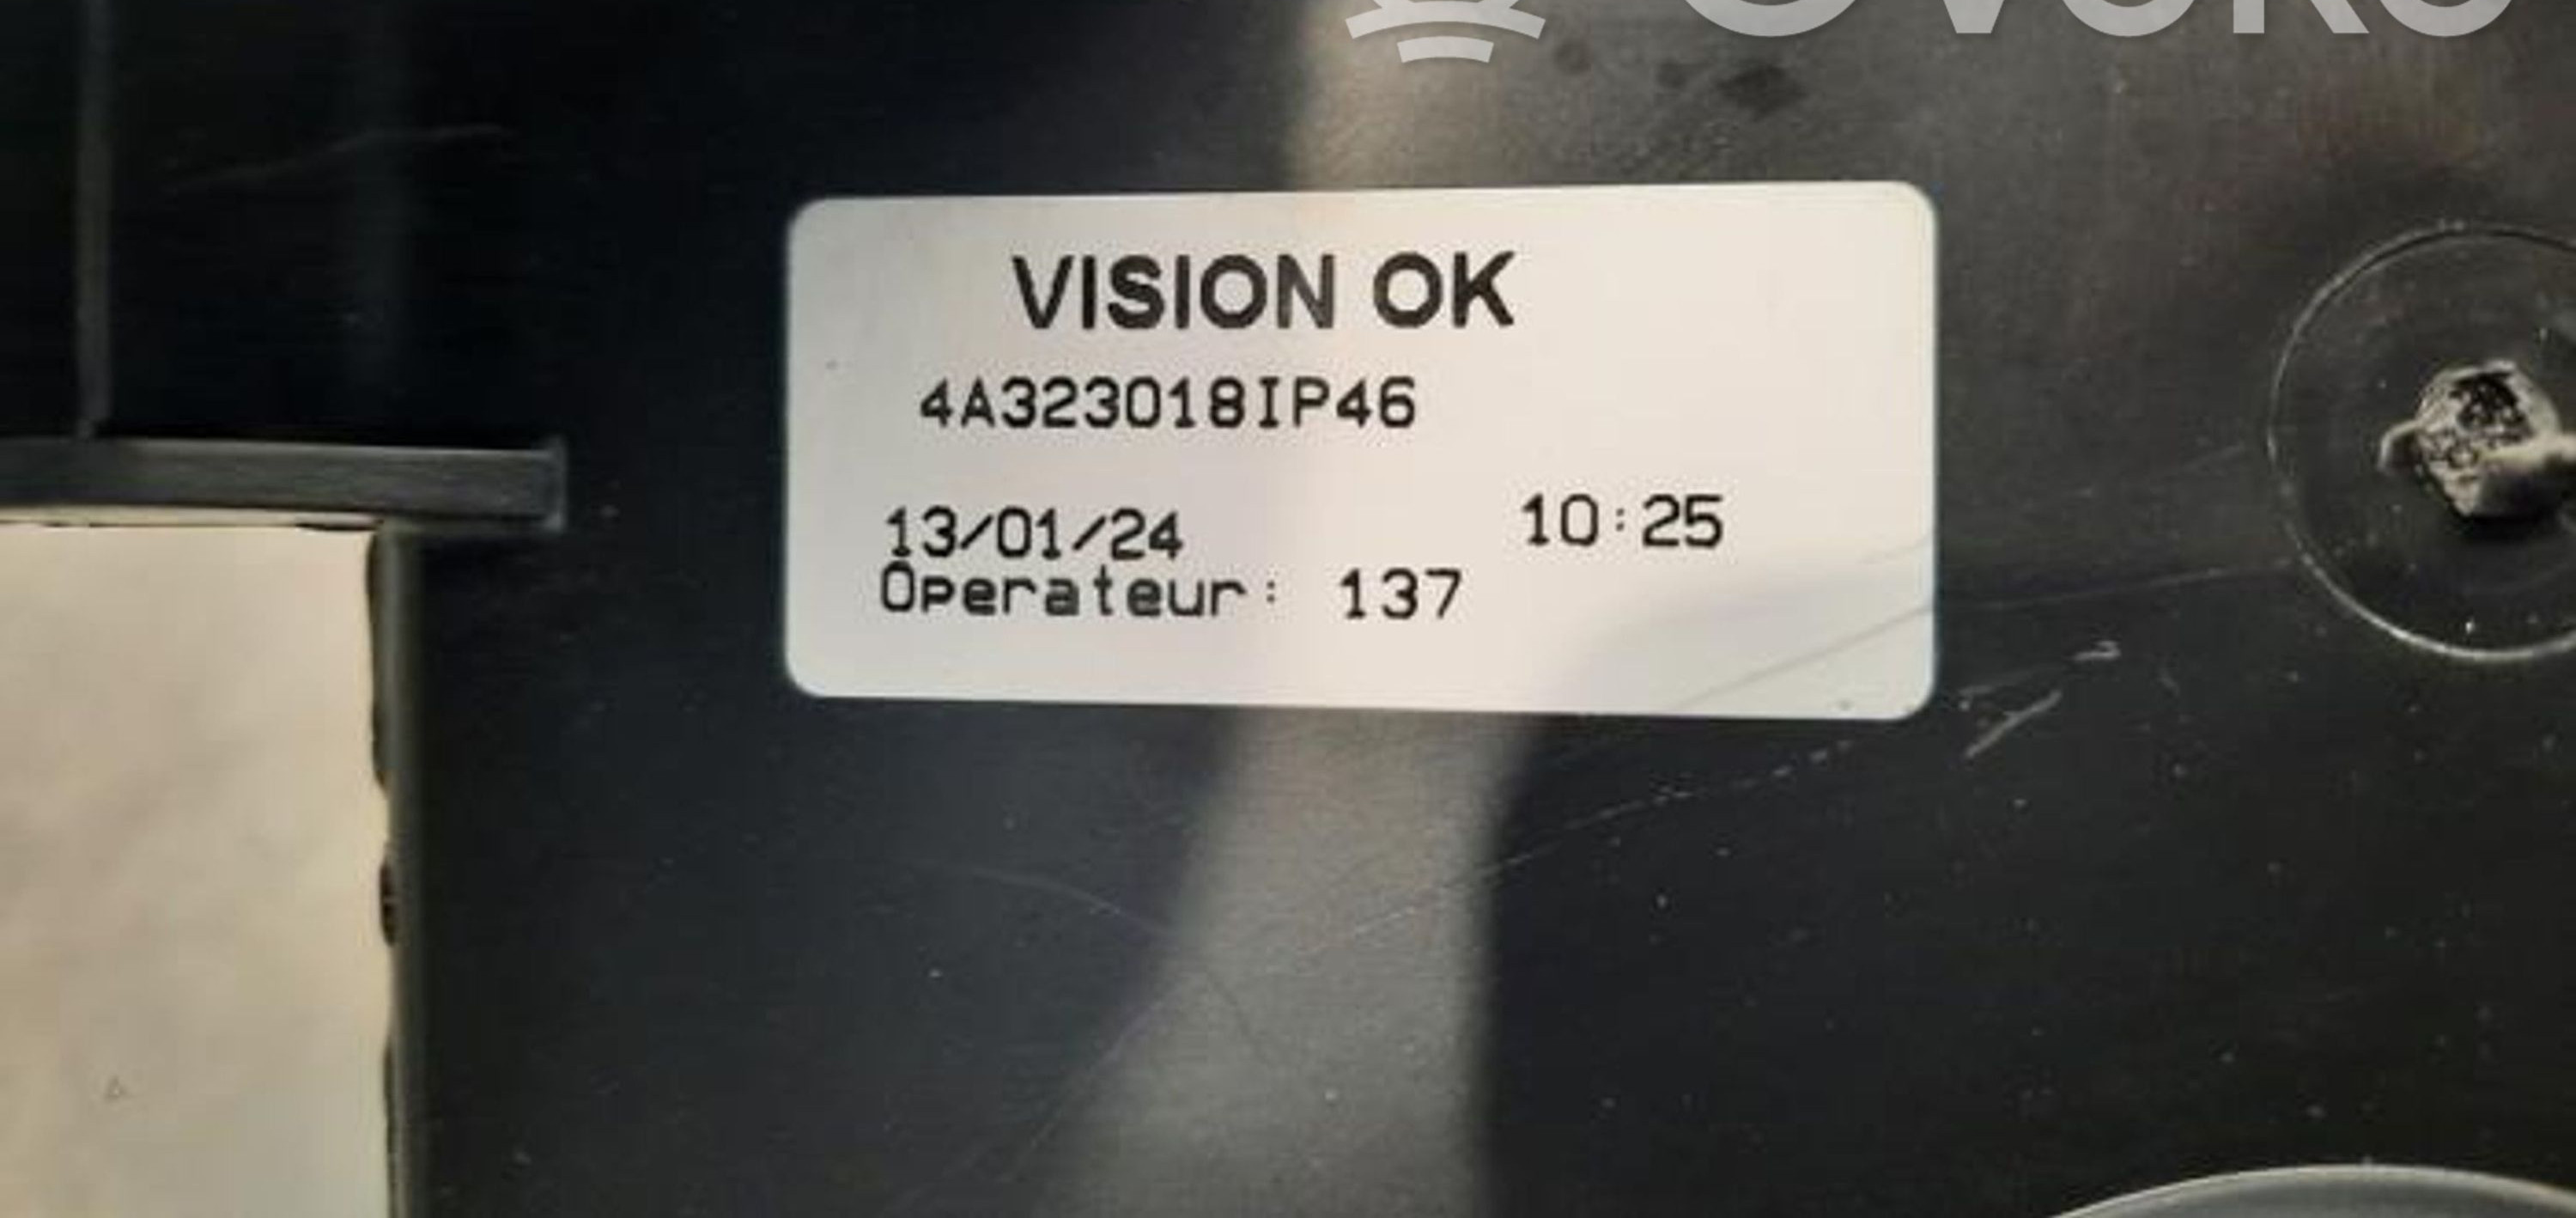 VISION OK
4A323018IP46
13/01/24 10:25
Operateur: 137